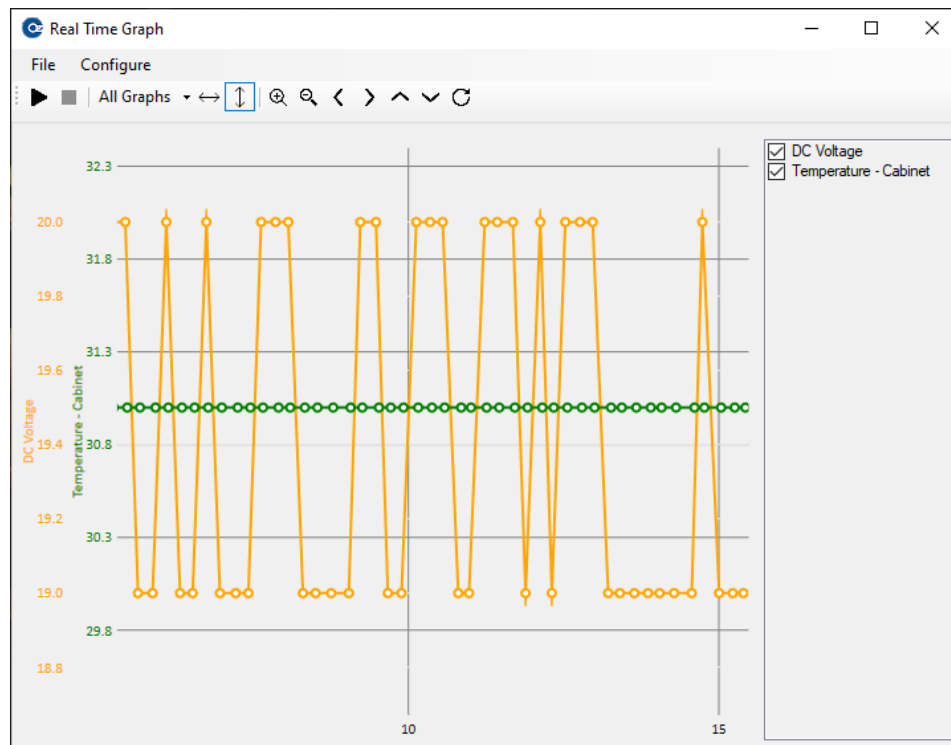 Real Time Graph
File Configure
All Graphs
DC Voltage
Temperature - Cabinet
32.3
31.8
31.3
30.8
30.3
29.8
20.0
19.8
19.6
19.4
19.2
19.0
18.8
DC Voltage
Temperature - Cabinet
10 15